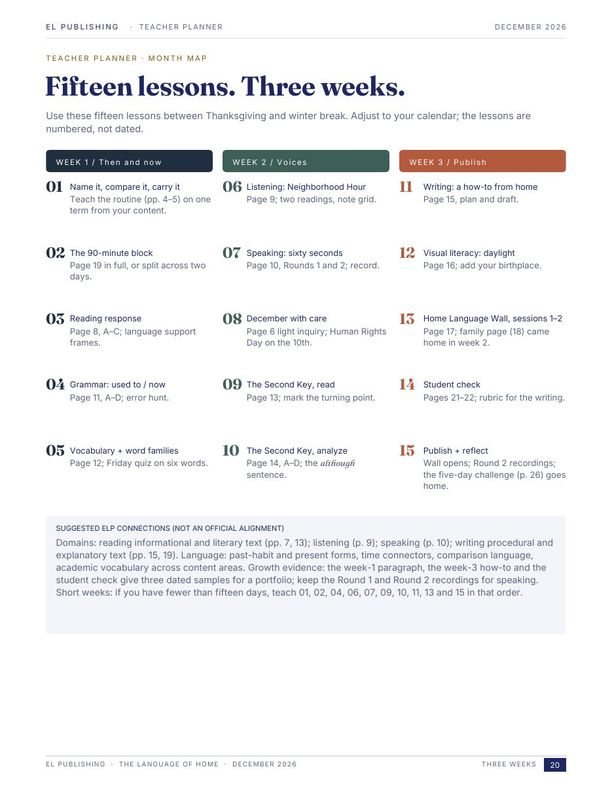 EL PUBLISHING · TEACHER PLANNER
DECEMBER 2026
TEACHER PLANNER · MONTH MAP
Fifteen lessons. Three weeks.
Use these fifteen lessons between Thanksgiving and winter break. Adjust to your calendar; the lessons are
numbered, not dated.
WEEK 1 / Then and now
01 Name it, compare it, carry it
Teach the routine (pp. 4–5) on one
term from your content.
02 The 90-minute block
Page 19 in full, or split across two
days.
03 Reading response
Page 8, A–C; language support
frames.
04 Grammar: used to / now
Page 11, A–D; error hunt.
05 Vocabulary + word families
Page 12; Friday quiz on six words.
WEEK 2 / Voices
06 Listening: Neighborhood Hour
Page 9; two readings, note grid.
07 Speaking: sixty seconds
Page 10, Rounds 1 and 2; record.
08 December with care
Page 6 light inquiry; Human Rights
Day on the 10th.
09 The Second Key, read
Page 13; mark the turning point.
10 The Second Key, analyze
Page 14, A–D; the although
sentence.
WEEK 3 / Publish
11 Writing: a how-to from home
Page 15, plan and draft.
12 Visual literacy: daylight
Page 16; add your birthplace.
13 Home Language Wall, sessions 1–2
Page 17; family page (18) came
home in week 2.
14 Student check
Pages 21–22; rubric for the writing.
15 Publish + reflect
Wall opens; Round 2 recordings;
the five-day challenge (p. 26) goes
home.
SUGGESTED ELP CONNECTIONS (NOT AN OFFICIAL ALIGNMENT)
Domains: reading informational and literary text (pp. 7, 13); listening (p. 9); speaking (p. 10); writing procedural and
explanatory text (pp. 15, 19). Language: past-habit and present forms, time connectors, comparison language,
academic vocabulary across content areas. Growth evidence: the week-1 paragraph, the week-3 how-to and the
student check give three dated samples for a portfolio; keep the Round 1 and Round 2 recordings for speaking.
Short weeks: if you have fewer than fifteen days, teach 01, 02, 04, 06, 07, 09, 10, 11, 13 and 15 in that order.
EL PUBLISHING · THE LANGUAGE OF HOME · DECEMBER 2026
THREE WEEKS 20